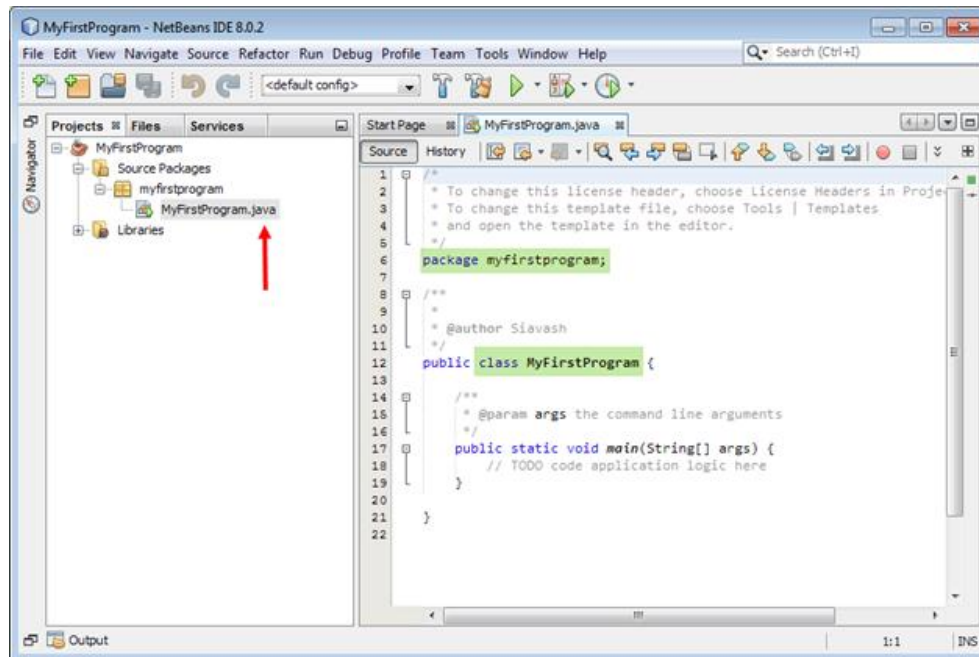 MyFirstProgram - NetBeans IDE 8.0.2
File Edit View Navigate Source Refactor Run Debug Profile Team Tools Window Help
Search (Ctrl+I)
<default config>
Projects Files Services
Navigator
MyFirstProgram
Source Packages
myfirstprogram
MyFirstProgram.java
Libraries
Start Page MyFirstProgram.java
Source History
1 /*
2 * To change this license header, choose License Headers in Proje
3 * To change this template file, choose Tools | Templates
4 * and open the template in the editor.
5 */
6 package myfirstprogram;
7
8 /**
9 *
10 * @author Siavash
11 */
12 public class MyFirstProgram {
13
14 /**
15 * @param args the command line arguments
16 */
17 public static void main(String[] args) {
18 // TODO code application logic here
19 }
20
21 }
22
Output
1:1 INS